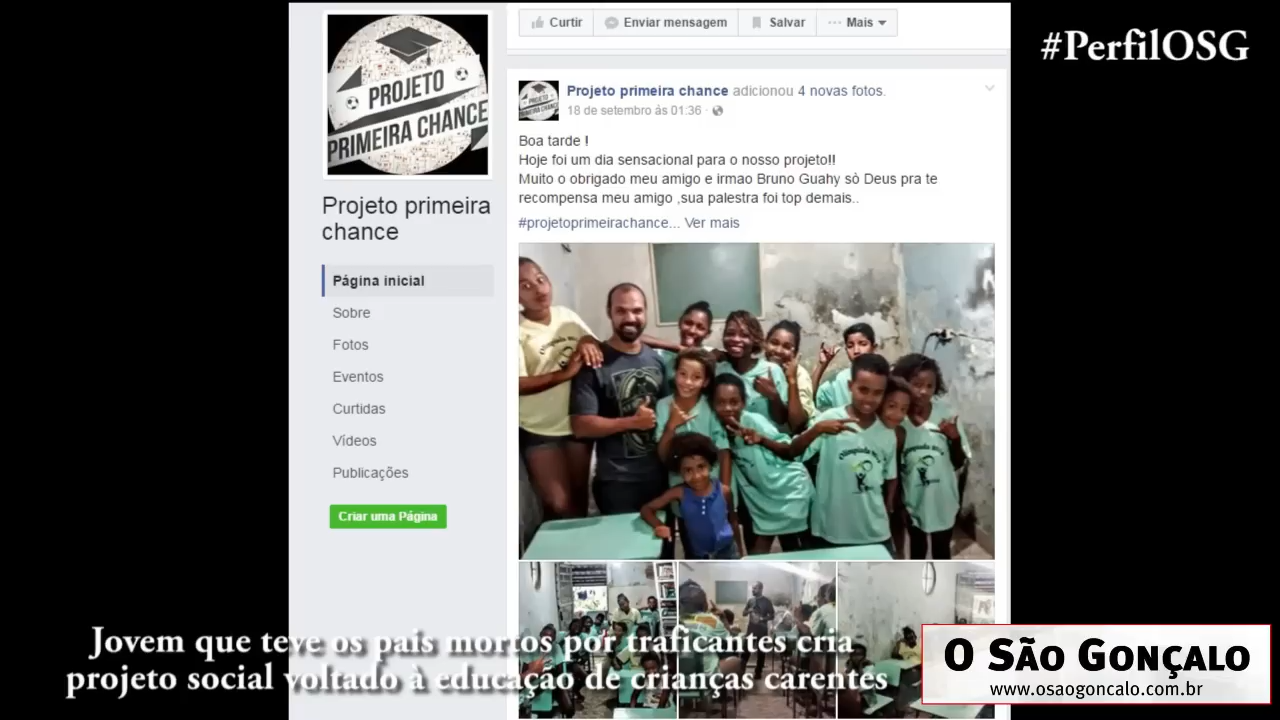 #PerfilOSG
Curtir
Enviar mensagem
Salvar
Mais
PROJETO
PRIMEIRA CHANCE
Projeto primeira
chance
Página inicial
Sobre
Fotos
Eventos
Curtidas
Vídeos
Publicações
Criar uma Página
PROJETO
PRIMEIRA CHANCE
Projeto primeira chance adicionou 4 novas fotos.
18 de setembro ás 01:36
Boa tarde !
Hoje foi um dia sensacional para o nosso projeto!!
Muito o obrigado meu amigo e irmao Bruno Guahy sò Deus pra te
recompensa meu amigo ,sua palestra foi top demais..
#projetoprimeirachance... Ver mais
Jovem que teve os pais mortos por traficantes cria
projeto social voltado à educação de crianças carentes
O São Gonçalo
www.osaogoncalo.com.br